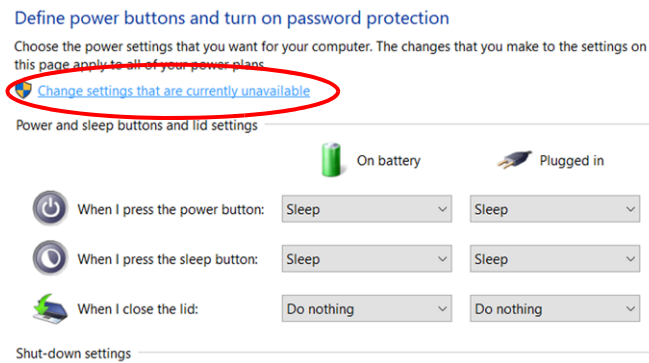 Define power buttons and turn on password protection
Choose the power settings that you want for your computer. The changes that you make to the settings on
this page apply to all of your power plans.
Change settings that are currently unavailable
Power and sleep buttons and lid settings
On battery Plugged in
When I press the power button: Sleep Sleep
When I press the sleep button: Sleep Sleep
When I close the lid: Do nothing Do nothing
Shut-down settings